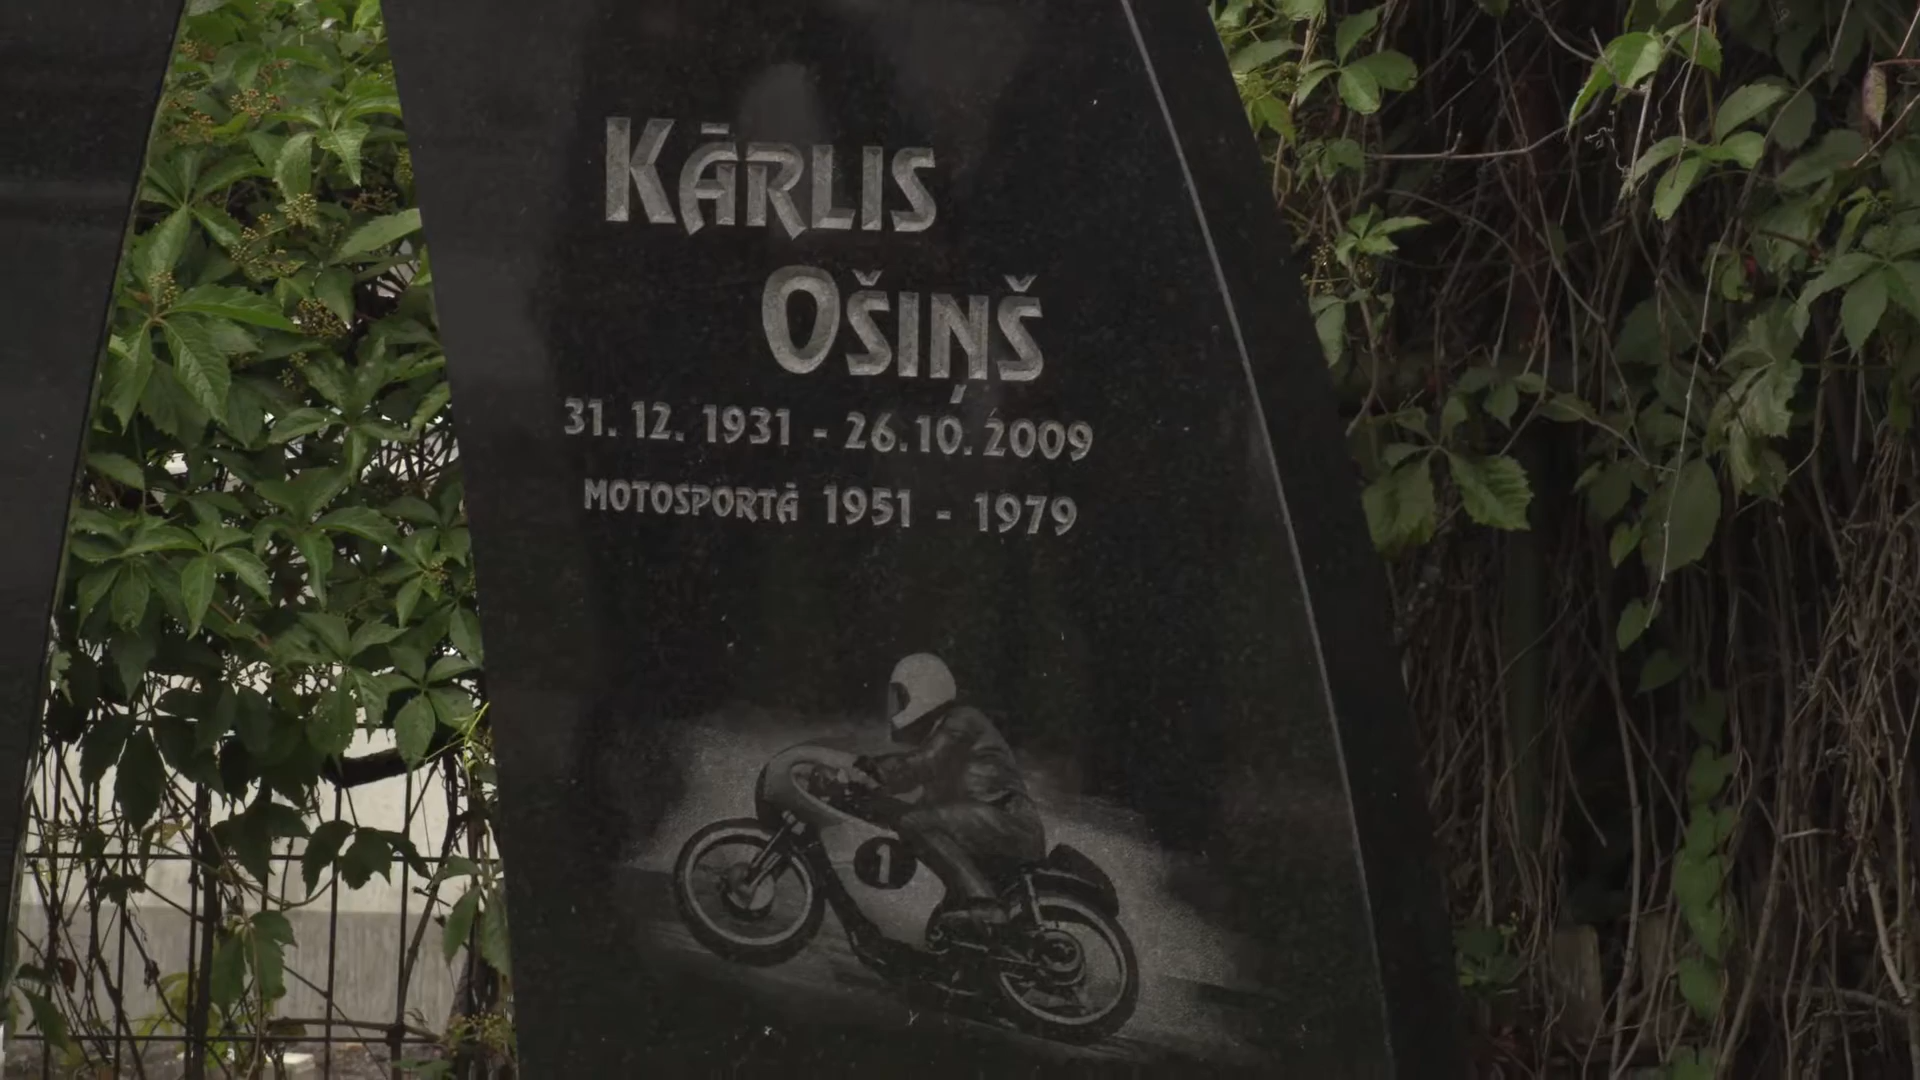 KĀRLIS
OŠIŅŠ
31. 12. 1931 - 26. 10. 2009
MOTOSPORTĀ 1951 - 1979
1